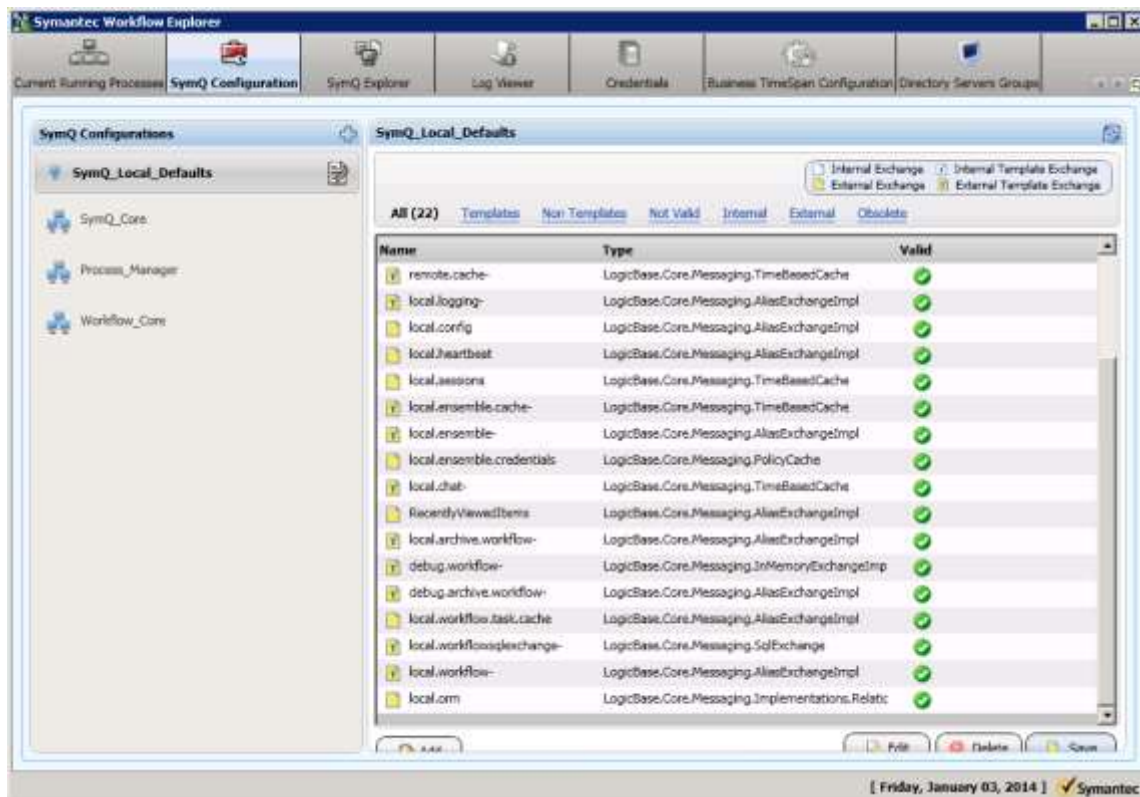 Symantec Workflow Explorer
Current Running Processes
SymQ Configuration
SymQ Explorer
Log Viewer
Credentials
Business TimeSpan Configuration
Directory Servers Groups
SymQ Configurations
SymQ_Local_Defaults
SymQ_Core
Process_Manager
Workflow_Core
SymQ_Local_Defaults
Internal Exchange Internal Template Exchange
External Exchange External Template Exchange
All (22) Templates Non Templates Not Valid Internal External Obsolete
Name Type Valid
remote.cache- LogicBase.Core.Messaging.TimeBasedCache
local.logging- LogicBase.Core.Messaging.AliasExchangeImpl
local.config LogicBase.Core.Messaging.AliasExchangeImpl
local.heartbeat LogicBase.Core.Messaging.AliasExchangeImpl
local.sessions LogicBase.Core.Messaging.TimeBasedCache
local.ensemble.cache- LogicBase.Core.Messaging.TimeBasedCache
local.ensemble- LogicBase.Core.Messaging.AliasExchangeImpl
local.ensemble.credentials LogicBase.Core.Messaging.PolicyCache
local.chat- LogicBase.Core.Messaging.TimeBasedCache
RecentlyViewedItems LogicBase.Core.Messaging.AliasExchangeImpl
local.archive.workflow- LogicBase.Core.Messaging.AliasExchangeImpl
debug.workflow- LogicBase.Core.Messaging.InMemoryExchangeImp
debug.archive.workflow- LogicBase.Core.Messaging.AliasExchangeImpl
local.workflow.task.cache LogicBase.Core.Messaging.AliasExchangeImpl
local.workflowsqlexchange- LogicBase.Core.Messaging.SqlExchange
local.workflow- LogicBase.Core.Messaging.AliasExchangeImpl
local.orm LogicBase.Core.Messaging.Implementations.Relatic
Add Edit Delete Save
[ Friday, January 03, 2014 ] Symantec